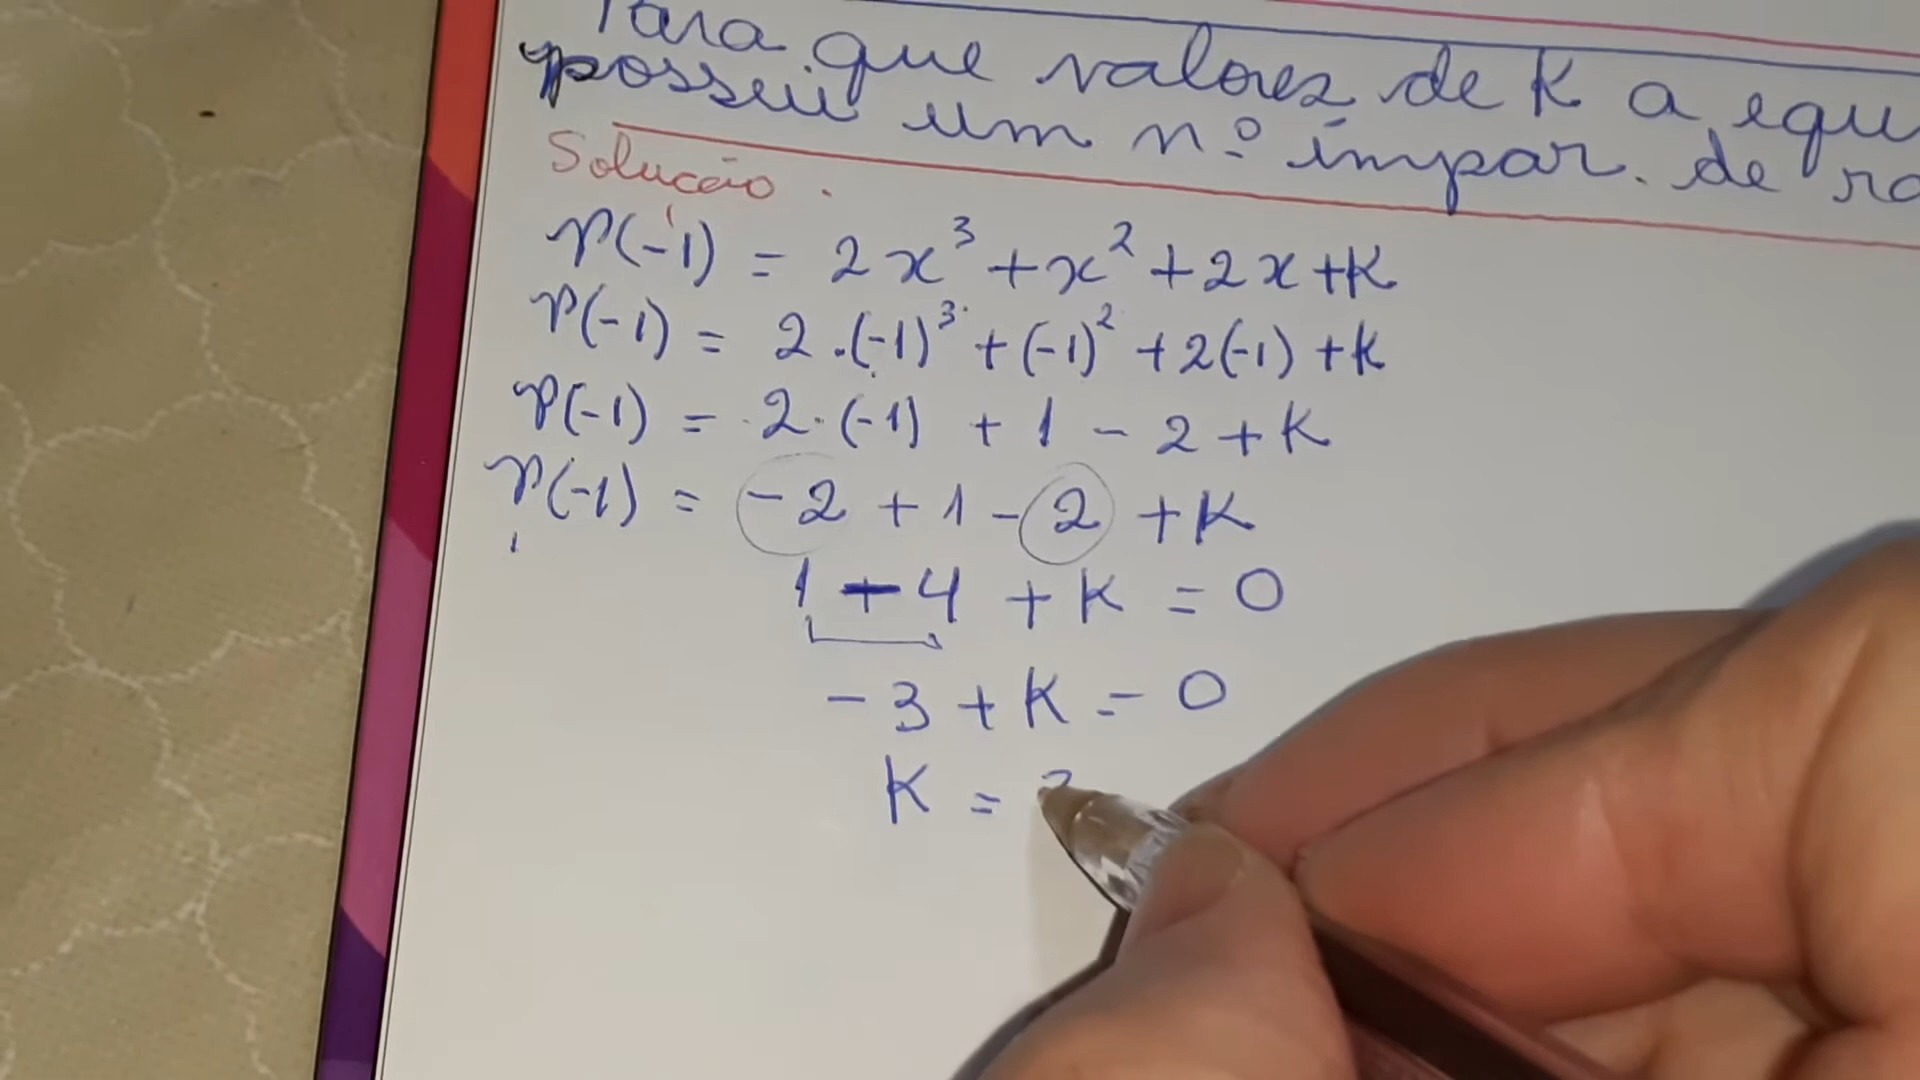 Para que valores de K a equ
possui um nº ímpar. de ra
Solução.
P(-1) = 2x³ + x² + 2x + K
P(-1) = 2.(-1)³ + (-1)² + 2(-1) + K
P(-1) = 2.(-1) + 1 - 2 + K
P(-1) = -2 + 1 - 2 + K
1 - 4 + K = 0
-3 + K = 0
K =